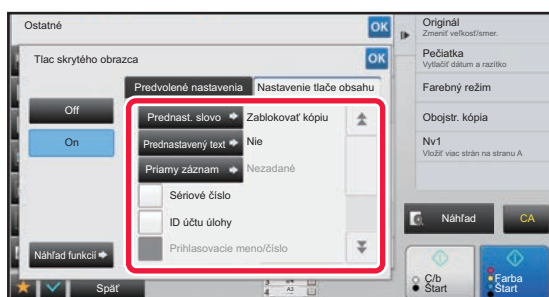 Ostatné
OK
Tlac skrytého obrazca
OK
Predvolené nastavenia
Nastavenie tlače obsahu
Off
On
Prednast. slovo
Zablokovať kópiu
Prednastavený text
Nie
Priamy záznam
Nezadané
Sériové číslo
ID účtu úlohy
Prihlasovacie meno/číslo
Náhľad funkcií
Späť
Originál
Zmeniť veľkosť/smer.
Pečiatka
Vytlačiť dátum a razítko
Farebný režim
Obojstr. kópia
Nv1
Vložiť viac strán na stranu A
Náhľad
CA
Č/b
Štart
Farba
Štart